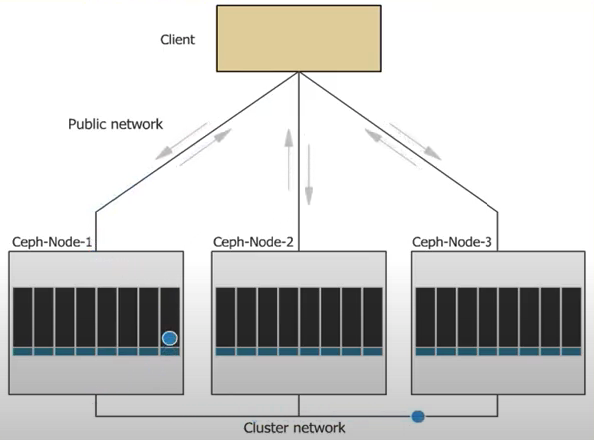 Client
Public network
Ceph-Node-1
Ceph-Node-2
Ceph-Node-3
Cluster network